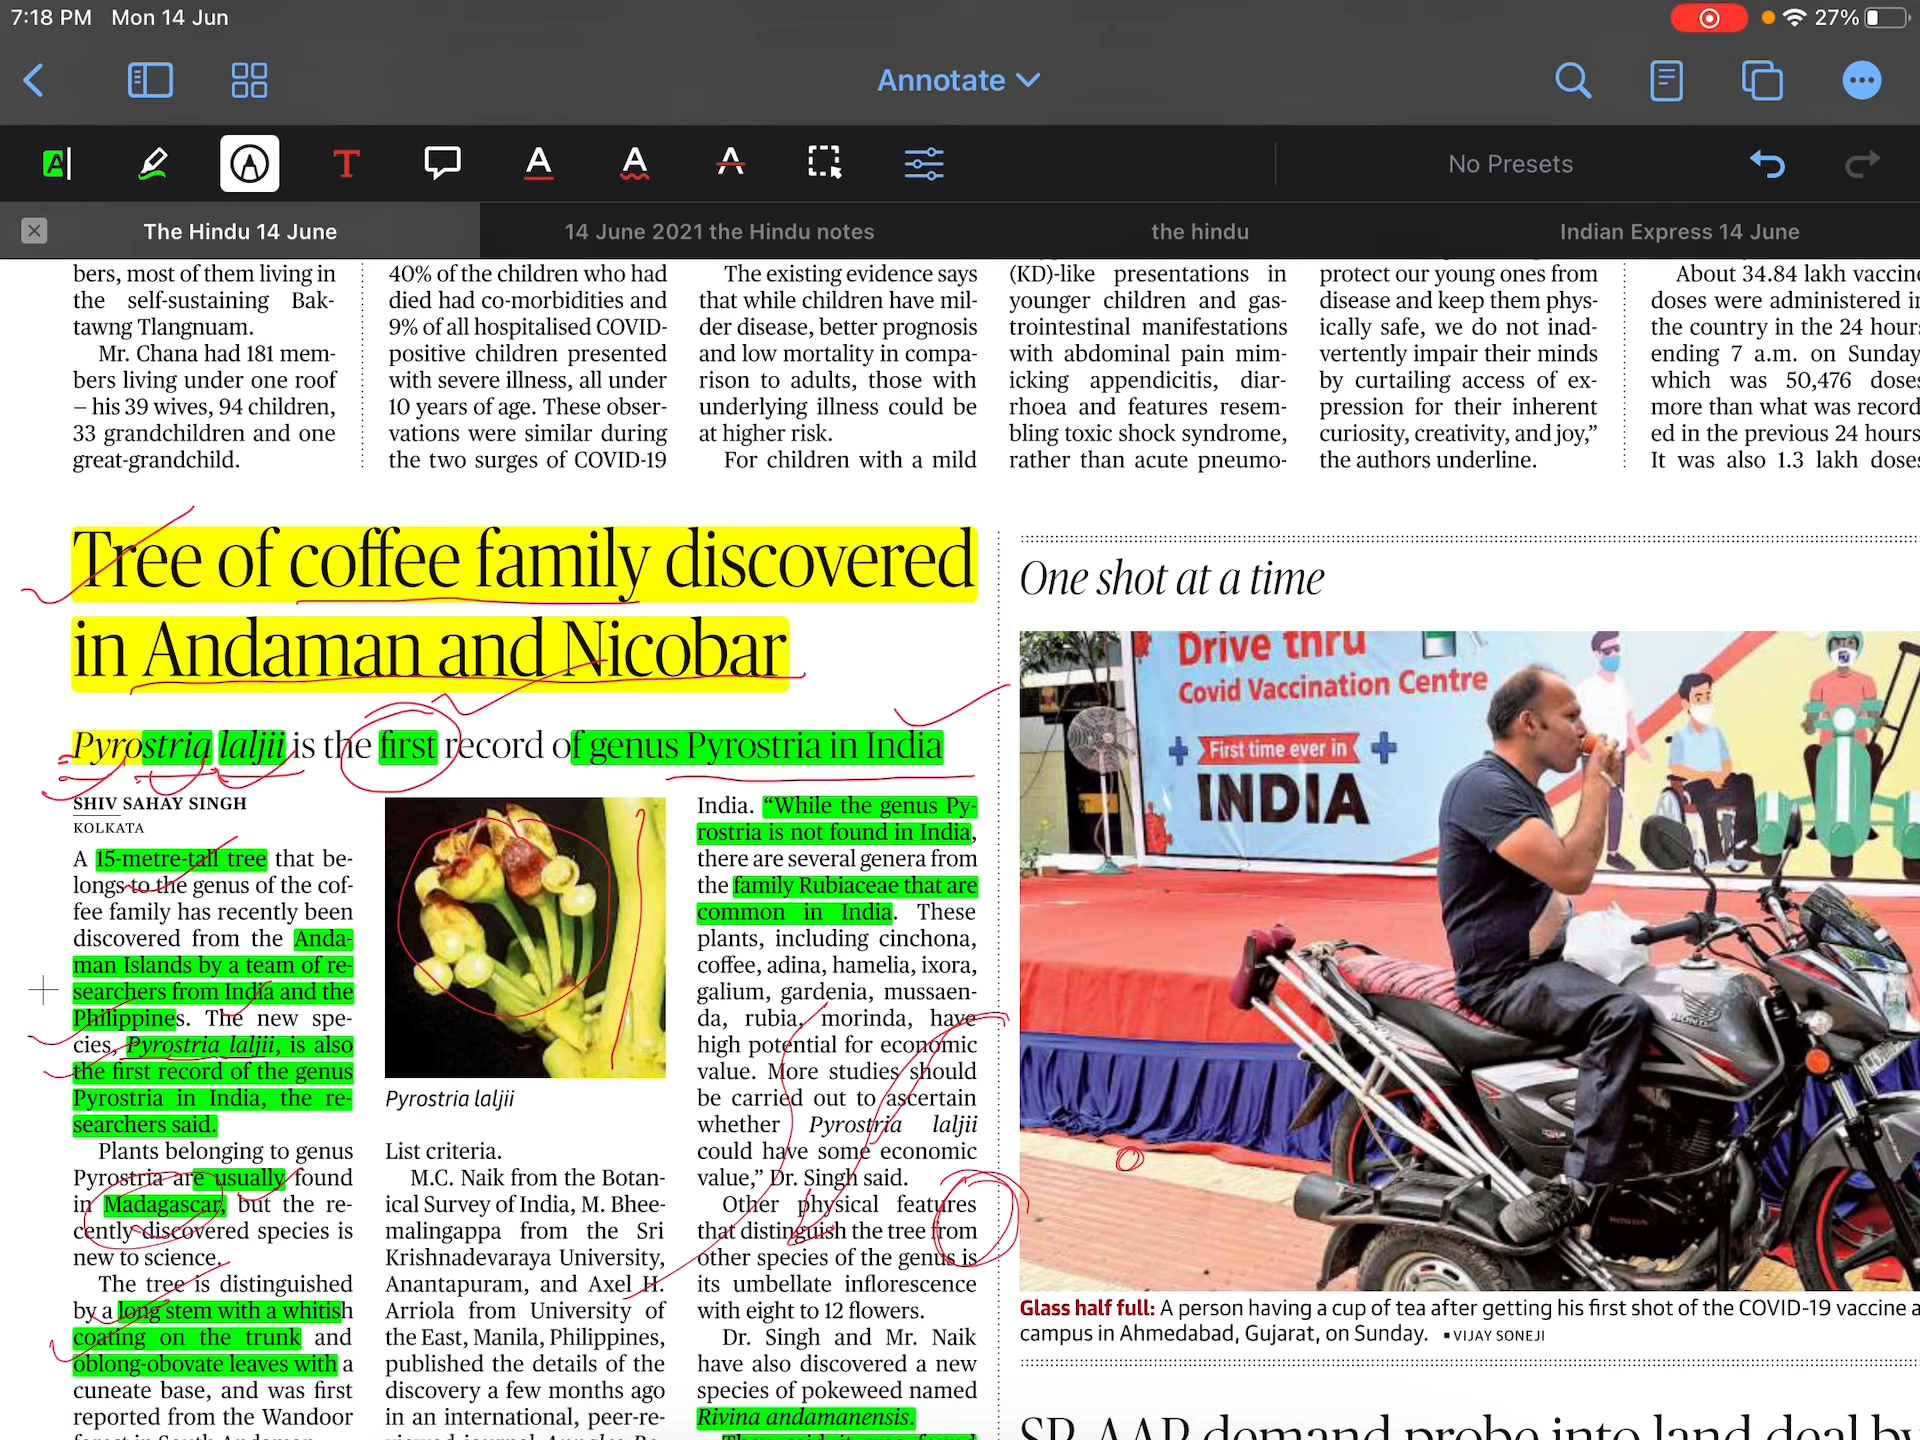 7:18 PM Mon 14 Jun
27%
Annotate
No Presets
The Hindu 14 June
14 June 2021 the Hindu notes
the hindu
Indian Express 14 June
bers, most of them living in
the self-sustaining Bak-
tawng Tlangnuam.
Mr. Chana had 181 mem-
bers living under one roof
– his 39 wives, 94 children,
33 grandchildren and one
great-grandchild.
40% of the children who had
died had co-morbidities and
9% of all hospitalised COVID-
positive children presented
with severe illness, all under
10 years of age. These obser-
vations were similar during
the two surges of COVID-19
The existing evidence says
that while children have mil-
der disease, better prognosis
and low mortality in compa-
rison to adults, those with
underlying illness could be
at higher risk.
For children with a mild
(KD)-like presentations in
younger children and gas-
trointestinal manifestations
with abdominal pain mim-
icking appendicitis, diar-
rhoea and features resem-
bling toxic shock syndrome,
rather than acute pneumo-
protect our young ones from
disease and keep them phys-
ically safe, we do not inad-
vertently impair their minds
by curtailing access of ex-
pression for their inherent
curiosity, creativity, and joy,”
the authors underline.
About 34.84 lakh vaccine
doses were administered in
the country in the 24 hours
ending 7 a.m. on Sunday
which was 50,476 doses
more than what was record
ed in the previous 24 hours
It was also 1.3 lakh doses
Tree of coffee family discovered
in Andaman and Nicobar
Pyrostria laljii is the first record of genus Pyrostria in India
SHIV SAHAY SINGH
KOLKATA
A 15-metre-tall tree that be-
longs to the genus of the cof-
fee family has recently been
discovered from the Anda-
man Islands by a team of re-
searchers from India and the
Philippines. The new spe-
cies, Pyrostria laljii, is also
the first record of the genus
Pyrostria in India, the re-
searchers said.
Plants belonging to genus
Pyrostria are usually found
in Madagascar, but the re-
cently discovered species is
new to science.
The tree is distinguished
by a long stem with a whitish
coating on the trunk and
oblong-obovate leaves with a
cuneate base, and was first
reported from the Wandoor
forest in South Andaman
Pyrostria laljii
List criteria.
M.C. Naik from the Botan-
ical Survey of India, M. Bhee-
malingappa from the Sri
Krishnadevaraya University,
Anantapuram, and Axel H.
Arriola from University of
the East, Manila, Philippines,
published the details of the
discovery a few months ago
in an international, peer-re-
viewed journal Annales Bo-
India. “While the genus Py-
rostria is not found in India,
there are several genera from
the family Rubiaceae that are
common in India. These
plants, including cinchona,
coffee, adina, hamelia, ixora,
galium, gardenia, mussaen-
da, rubia, morinda, have
high potential for economic
value. More studies should
be carried out to ascertain
whether Pyrostria laljii
could have some economic
value,” Dr. Singh said.
Other physical features
that distinguish the tree from
other species of the genus is
its umbellate inflorescence
with eight to 12 flowers.
Dr. Singh and Mr. Naik
have also discovered a new
species of pokeweed named
Rivina andamanensis.
They said it was found
One shot at a time
Drive thru
Covid Vaccination Centre
First time ever in
INDIA
HONDA
Glass half full: A person having a cup of tea after getting his first shot of the COVID-19 vaccine a
campus in Ahmedabad, Gujarat, on Sunday. ▪ VIJAY SONEJI
SP, AAP demand probe into land deal by